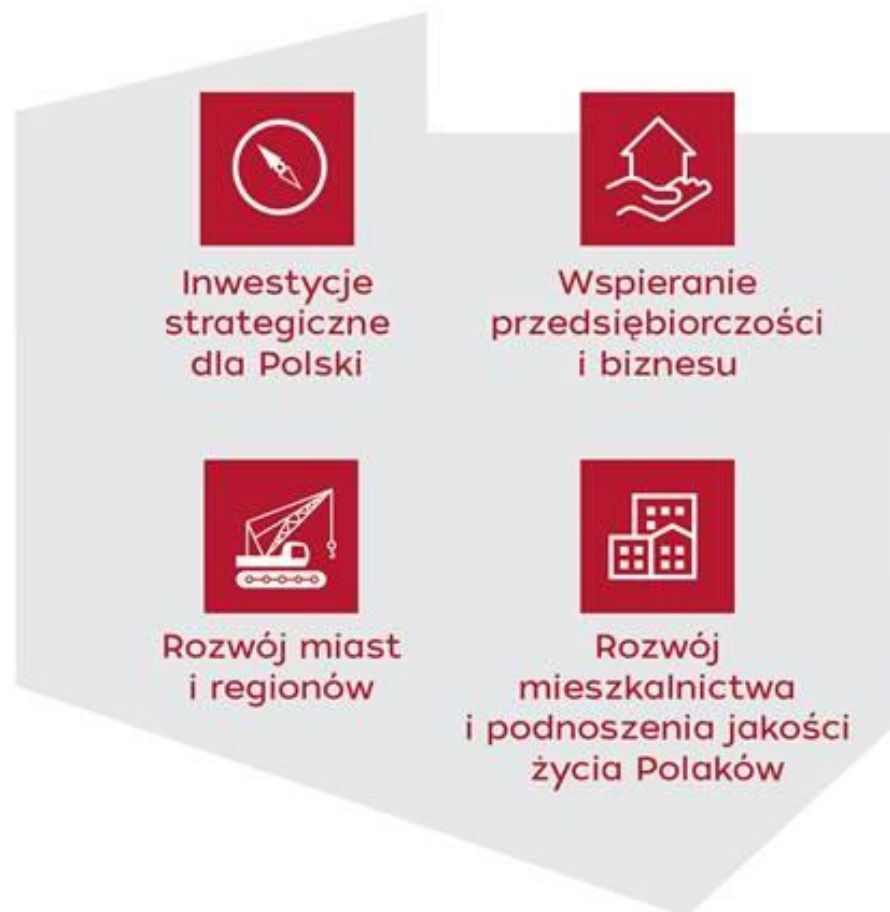 Inwestycje
strategiczne
dla Polski
Wspieranie
przedsiębiorczości
i biznesu
Rozwój miast
i regionów
Rozwój
mieszkalnictwa
i podnoszenia jakości
życia Polaków